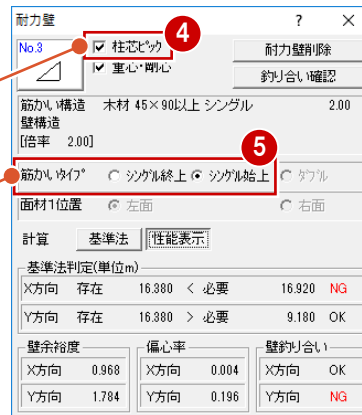 耐力壁 ? ×
No.3 柱芯ピック 4 耐力壁削除
重心・剛心 釣り合い確認
筋かい構造 木材 45×90以上 シングル 2.00
壁構造
[倍率 2.00]
5
筋かいタイプ シングル終上 シングル始上 ダブル
面材1位置 左面 右面
計算 基準法 性能表示
基準法判定(単位m)
X方向 存在 16.380 < 必要 16.920 NG
Y方向 存在 16.380 > 必要 9.180 OK
壁余裕度 偏心率 壁釣り合い
X方向 0.968 X方向 0.004 X方向 OK
Y方向 1.784 Y方向 0.196 Y方向 NG